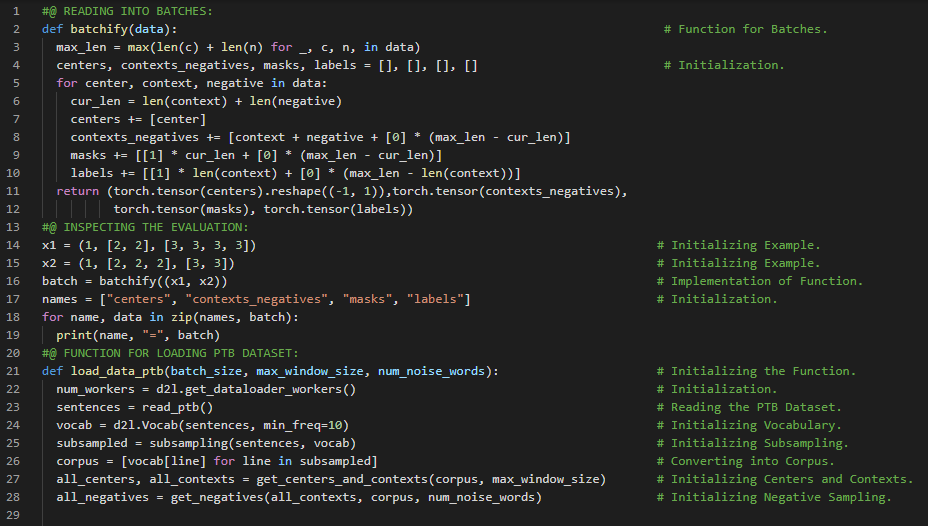 1 #@ READING INTO BATCHES:
2 def batchify(data): # Function for Batches.
3 max_len = max(len(c) + len(n) for _, c, n, in data)
4 centers, contexts_negatives, masks, labels = [], [], [], [] # Initialization.
5 for center, context, negative in data:
6 cur_len = len(context) + len(negative)
7 centers += [center]
8 contexts_negatives += [context + negative + [0] * (max_len - cur_len)]
9 masks += [[1] * cur_len + [0] * (max_len - cur_len)]
10 labels += [[1] * len(context) + [0] * (max_len - len(context))]
11 return (torch.tensor(centers).reshape((-1, 1)),torch.tensor(contexts_negatives),
12 torch.tensor(masks), torch.tensor(labels))
13 #@ INSPECTING THE EVALUATION:
14 x1 = (1, [2, 2], [3, 3, 3, 3]) # Initializing Example.
15 x2 = (1, [2, 2, 2], [3, 3]) # Initializing Example.
16 batch = batchify((x1, x2)) # Implementation of Function.
17 names = ["centers", "contexts_negatives", "masks", "labels"] # Initialization.
18 for name, data in zip(names, batch):
19 print(name, "=", batch)
20 #@ FUNCTION FOR LOADING PTB DATASET:
21 def load_data_ptb(batch_size, max_window_size, num_noise_words): # Initializing the Function.
22 num_workers = d2l.get_dataloader_workers() # Initialization.
23 sentences = read_ptb() # Reading the PTB Dataset.
24 vocab = d2l.Vocab(sentences, min_freq=10) # Initializing Vocabulary.
25 subsampled = subsampling(sentences, vocab) # Initializing Subsampling.
26 corpus = [vocab[line] for line in subsampled] # Converting into Corpus.
27 all_centers, all_contexts = get_centers_and_contexts(corpus, max_window_size) # Initializing Centers and Contexts.
28 all_negatives = get_negatives(all_contexts, corpus, num_noise_words) # Initializing Negative Sampling.
29